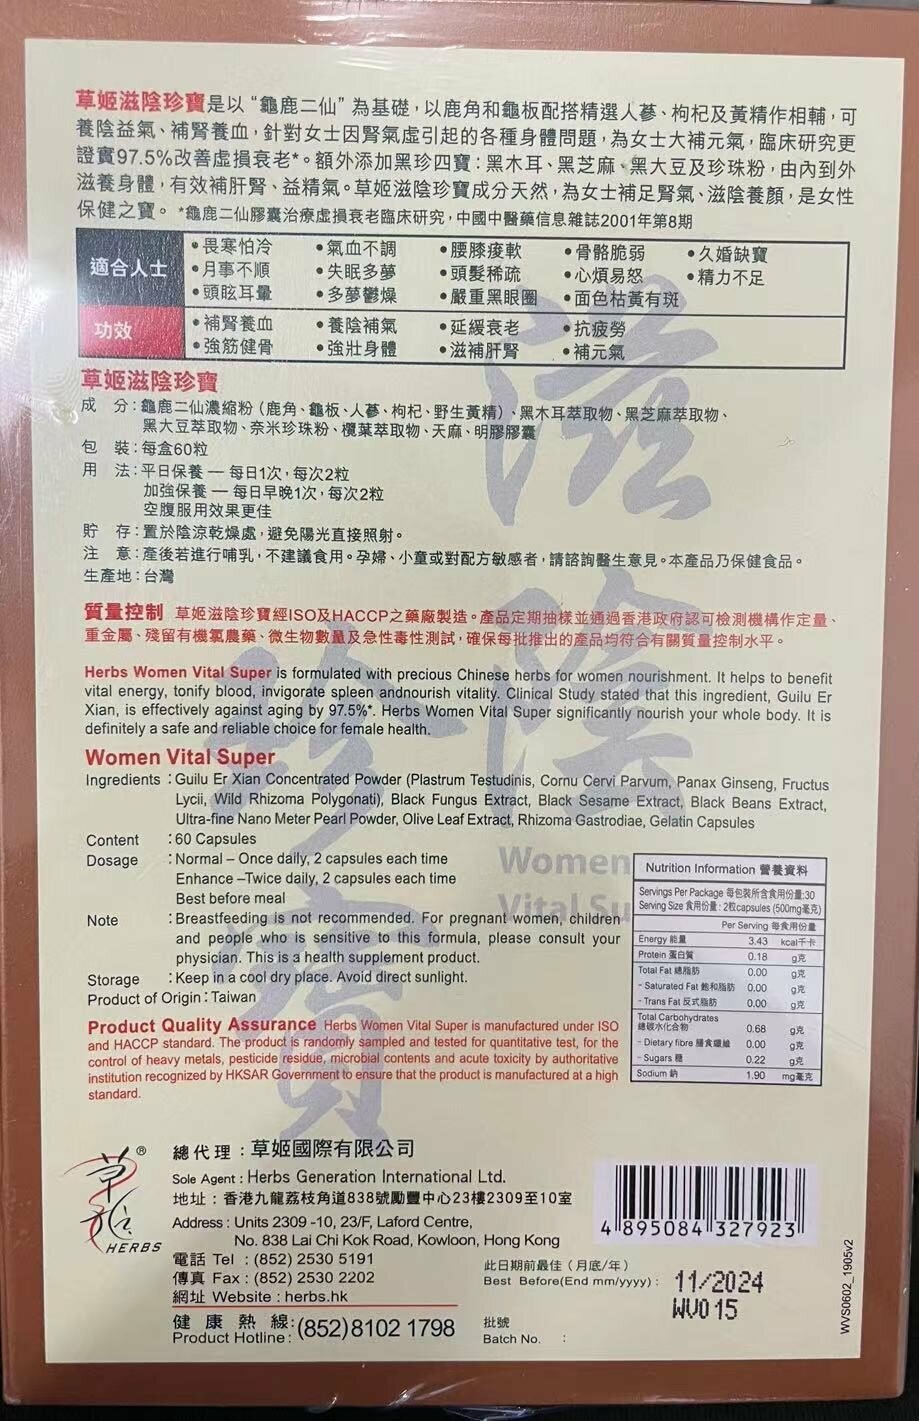 草姬滋陰珍寶是以“龜鹿二仙”為基礎，以鹿角和龜板配搭精選人蔘、枸杞及黃精作相輔，可
養陰益氣、補腎養血，針對女士因腎氣虛引起的各種身體問題，為女士大補元氣，臨床研究更
證實97.5%改善虛損衰老*。額外添加黑珍四寶：黑木耳、黑芝麻、黑大豆及珍珠粉，由內到外
滋養身體，有效補肝腎、益精氣。草姬滋陰珍寶成分天然，為女士補足腎氣、滋陰養顏，是女性
保健之寶。 *龜鹿二仙膠囊治療虛損衰老臨床研究，中國中醫藥信息雜誌2001年第8期
適合人士
•畏寒怕冷 •氣血不調 •腰膝痠軟 •骨骼脆弱 •久婚缺寶
•月事不順 •失眠多夢 •頭髮稀疏 •心煩易怒 •精力不足
•頭眩耳暈 •多夢鬱燥 •嚴重黑眼圈 •面色枯黃有斑
功效
•補腎養血 •養陰補氣 •延緩衰老 •抗疲勞
•強筋健骨 •強壯身體 •滋補肝腎 •補元氣
草姬滋陰珍寶
成 分：龜鹿二仙濃縮粉（鹿角、龜板、人蔘、枸杞、野生黃精）、黑木耳萃取物、黑芝麻萃取物、
黑大豆萃取物、奈米珍珠粉、欖葉萃取物、天麻、明膠膠囊
包 裝：每盒60粒
用 法：平日保養 — 每日1次，每次2粒
加強保養 — 每日早晚1次，每次2粒
空腹服用效果更佳
貯 存：置於陰涼乾燥處，避免陽光直接照射。
注 意：產後若進行哺乳，不建議食用。孕婦、小童或對配方敏感者，請諮詢醫生意見。本產品乃保健食品。
生產地：台灣
質量控制 草姬滋陰珍寶經ISO及HACCP之藥廠製造。產品定期抽樣並通過香港政府認可檢測機構作定量、
重金屬、殘留有機氯農藥、微生物數量及急性毒性測試，確保每批推出的產品均符合有關質量控制水平。
滋陰珍寶
Herbs Women Vital Super is formulated with precious Chinese herbs for women nourishment. It helps to benefit
vital energy, tonify blood, invigorate spleen andnourish vitality. Clinical Study stated that this ingredient, Guilu Er
Xian, is effectively against aging by 97.5%*. Herbs Women Vital Super significantly nourish your whole body. It is
definitely a safe and reliable choice for female health.
Women Vital Super
Ingredients : Guilu Er Xian Concentrated Powder (Plastrum Testudinis, Cornu Cervi Parvum, Panax Ginseng, Fructus
Lycii, Wild Rhizoma Polygonati), Black Fungus Extract, Black Sesame Extract, Black Beans Extract,
Ultra-fine Nano Meter Pearl Powder, Olive Leaf Extract, Rhizoma Gastrodiae, Gelatin Capsules
Content : 60 Capsules
Dosage : Normal – Once daily, 2 capsules each time
Enhance –Twice daily, 2 capsules each time
Best before meal
Note : Breastfeeding is not recommended. For pregnant women, children
and people who is sensitive to this formula, please consult your
physician. This is a health supplement product.
Storage : Keep in a cool dry place. Avoid direct sunlight.
Product of Origin : Taiwan
Women
Vital Su
Nutrition Information 營養資料
Servings Per Package 每包裝所含食用份量:30
Serving Size 食用份量: 2粒capsules (500mg毫克)
Per Serving 每食用份量
Energy 能量 3.43 kcal千卡
Protein 蛋白質 0.18 g克
Total Fat 總脂肪 0.00 g克
- Saturated Fat 飽和脂肪 0.00 g克
- Trans Fat 反式脂肪 0.00 g克
Total Carbohydrates
總碳水化合物 0.68 g克
- Dietary fibre 膳食纖維 0.00 g克
- Sugars 糖 0.22 g克
Sodium 鈉 1.90 mg毫克
Product Quality Assurance Herbs Women Vital Super is manufactured under ISO
and HACCP standard. The product is randomly sampled and tested for quantitative test, for the
control of heavy metals, pesticide residue, microbial contents and acute toxicity by authoritative
institution recognized by HKSAR Government to ensure that the product is manufactured at a high
standard.
草姬®
HERBS
總代理：草姬國際有限公司
Sole Agent : Herbs Generation International Ltd.
地址：香港九龍荔枝角道838號勵豐中心23樓2309至10室
Address : Units 2309 -10, 23/F, Laford Centre,
No. 838 Lai Chi Kok Road, Kowloon, Hong Kong
電話 Tel : (852) 2530 5191
傳真 Fax : (852) 2530 2202
網址 Website : herbs.hk
健康熱線:
Product Hotline: (852)8102 1798
4 895084 327923
此日期前最佳（月底/年）
Best Before(End mm/yyyy) : 11/2024
WV015
批號
Batch No. :
WVS0602_1905v2